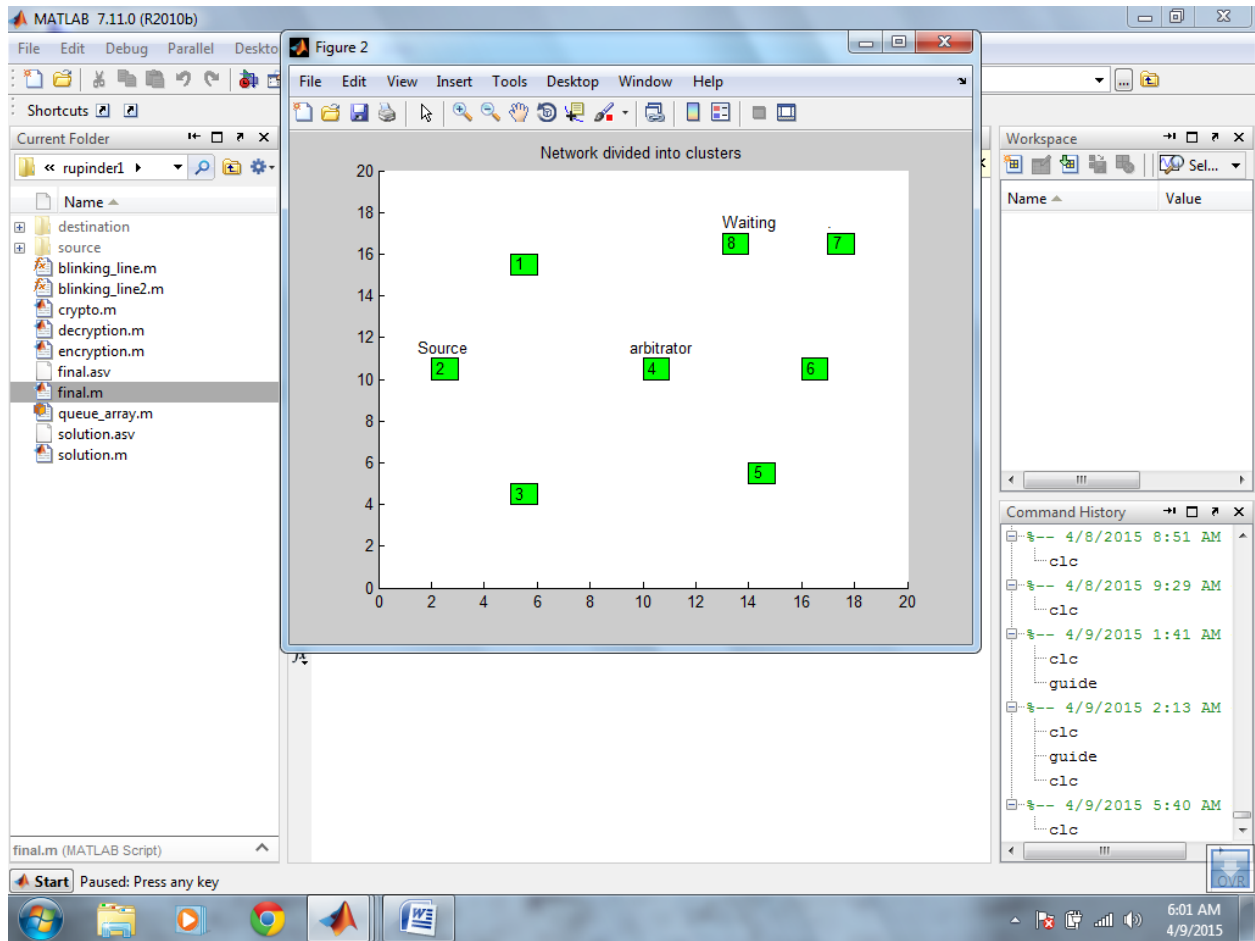 MATLAB 7.11.0 (R2010b)
File Edit Debug Parallel Deskto
Shortcuts
Current Folder
« rupinder1
Name
destination
source
blinking_line.m
blinking_line2.m
crypto.m
decryption.m
encryption.m
final.asv
final.m
queue_array.m
solution.asv
solution.m
final.m (MATLAB Script)
Figure 2
File Edit View Insert Tools Desktop Window Help
Network divided into clusters
20
18
16
14
12
10
8
6
4
2
0
0 2 4 6 8 10 12 14 16 18 20
Waiting .
8 7
1
Source arbitrator
2 4 6
5
3
fx
Workspace
Sel...
Name Value
Command History
%-- 4/8/2015 8:51 AM
clc
%-- 4/8/2015 9:29 AM
clc
%-- 4/9/2015 1:41 AM
clc
guide
%-- 4/9/2015 2:13 AM
clc
guide
clc
%-- 4/9/2015 5:40 AM
clc
Start Paused: Press any key
OVR
6:01 AM
4/9/2015